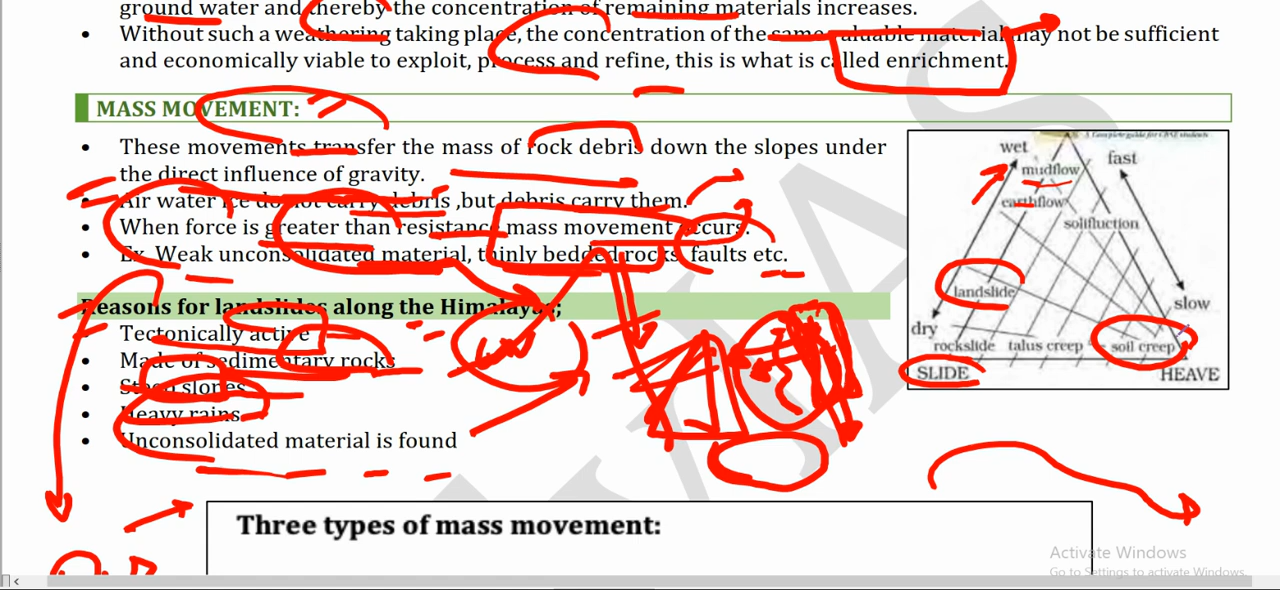 ground water and thereby the concentration of remaining materials increases.
• Without such a weathering taking place, the concentration of the same valuable material may not be sufficient
and economically viable to exploit, process and refine, this is what is called enrichment.
MASS MOVEMENT:
• These movements transfer the mass of rock debris down the slopes under
the direct influence of gravity.
• Air water ice do not carry debris ,but debris carry them.
• When force is greater than resistance mass movement occurs.
• Ex. Weak unconsolidated material, thinly bedded rocks, faults etc.
A Complete guide for CBSE students
wet
fast
mudflow
earthflow
solifluction
landslide
slow
dry
rockslide talus creep soil creep
SLIDE HEAVE
Reasons for landslides along the Himalayas;
• Tectonically active
• Made of sedimentary rocks
• Steep slopes
• Heavy rains
• Unconsolidated material is found
Three types of mass movement:
Activate Windows
Go to Settings to activate Windows.